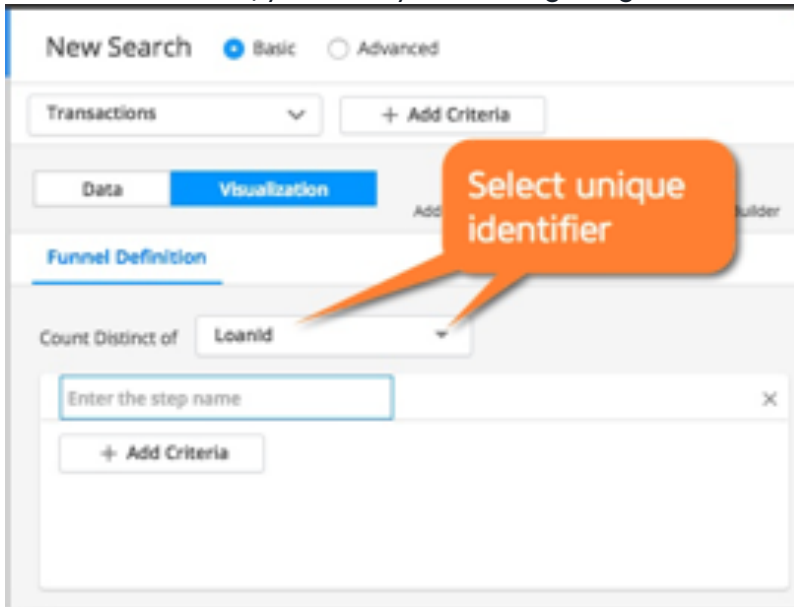 New Search Basic Advanced
Transactions + Add Criteria
Data Visualization Add
Select unique
identifier
Funnel Definition
Count Distinct of LoanId
Enter the step name
+ Add Criteria